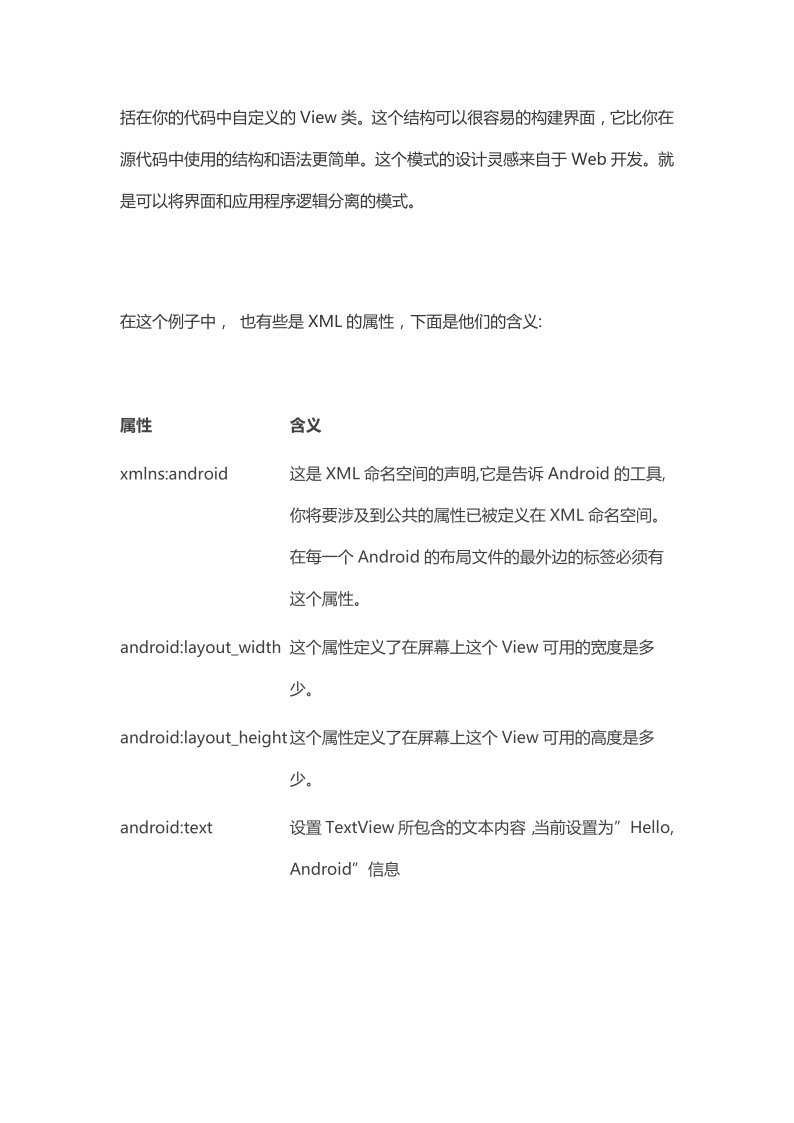 括在你的代码中自定义的 View 类。这个结构可以很容易的构建界面，它比你在
源代码中使用的结构和语法更简单。这个模式的设计灵感来自于 Web 开发。就
是可以将界面和应用程序逻辑分离的模式。
在这个例子中， 也有些是 XML 的属性，下面是他们的含义:
属性 含义
xmlns:android 这是 XML 命名空间的声明,它是告诉 Android 的工具,
你将要涉及到公共的属性已被定义在 XML 命名空间。
在每一个 Android 的布局文件的最外边的标签必须有
这个属性。
android:layout_width 这个属性定义了在屏幕上这个 View 可用的宽度是多
少。
android:layout_height 这个属性定义了在屏幕上这个 View 可用的高度是多
少。
android:text 设置 TextView 所包含的文本内容,当前设置为”Hello,
Android”信息